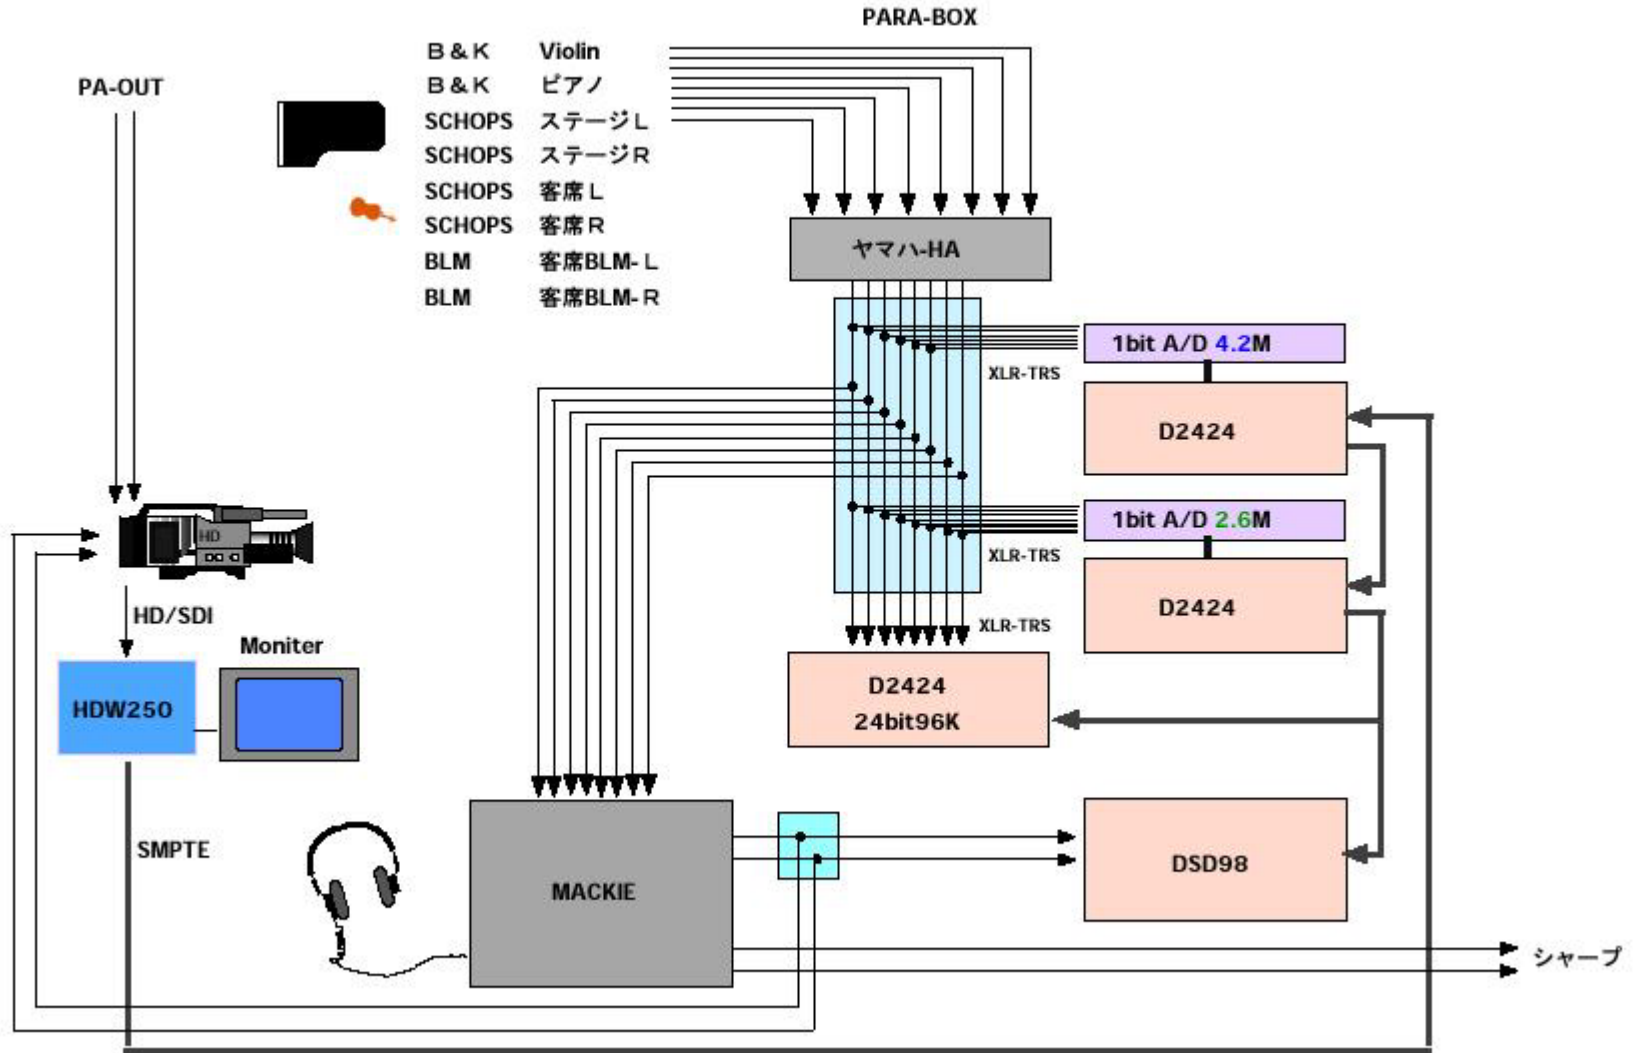 PARA-BOX
PA-OUT
B&K Violin
B&K ピアノ
SCHOPS ステージL
SCHOPS ステージR
SCHOPS 客席L
SCHOPS 客席R
BLM 客席BLM-L
BLM 客席BLM-R
ヤマハ-HA
1bit A/D 4.2M
XLR-TRS
D2424
1bit A/D 2.6M
HD
XLR-TRS
D2424
HD/SDI
XLR-TRS
Moniter
D2424
24bit96K
HDW250
SMPTE
MACKIE
DSD98
シャープ